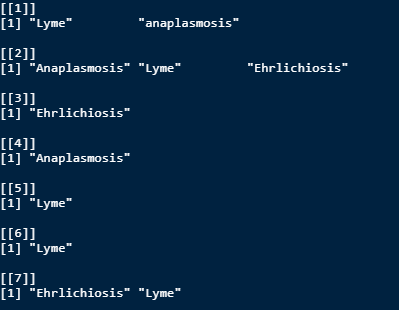 [[1]]
[1] "Lyme"         "anaplasmosis"
[[2]]
[1] "Anaplasmosis" "Lyme"         "Ehrlichiosis"
[[3]]
[1] "Ehrlichiosis"
[[4]]
[1] "Anaplasmosis"
[[5]]
[1] "Lyme"
[[6]]
[1] "Lyme"
[[7]]
[1] "Ehrlichiosis" "Lyme"